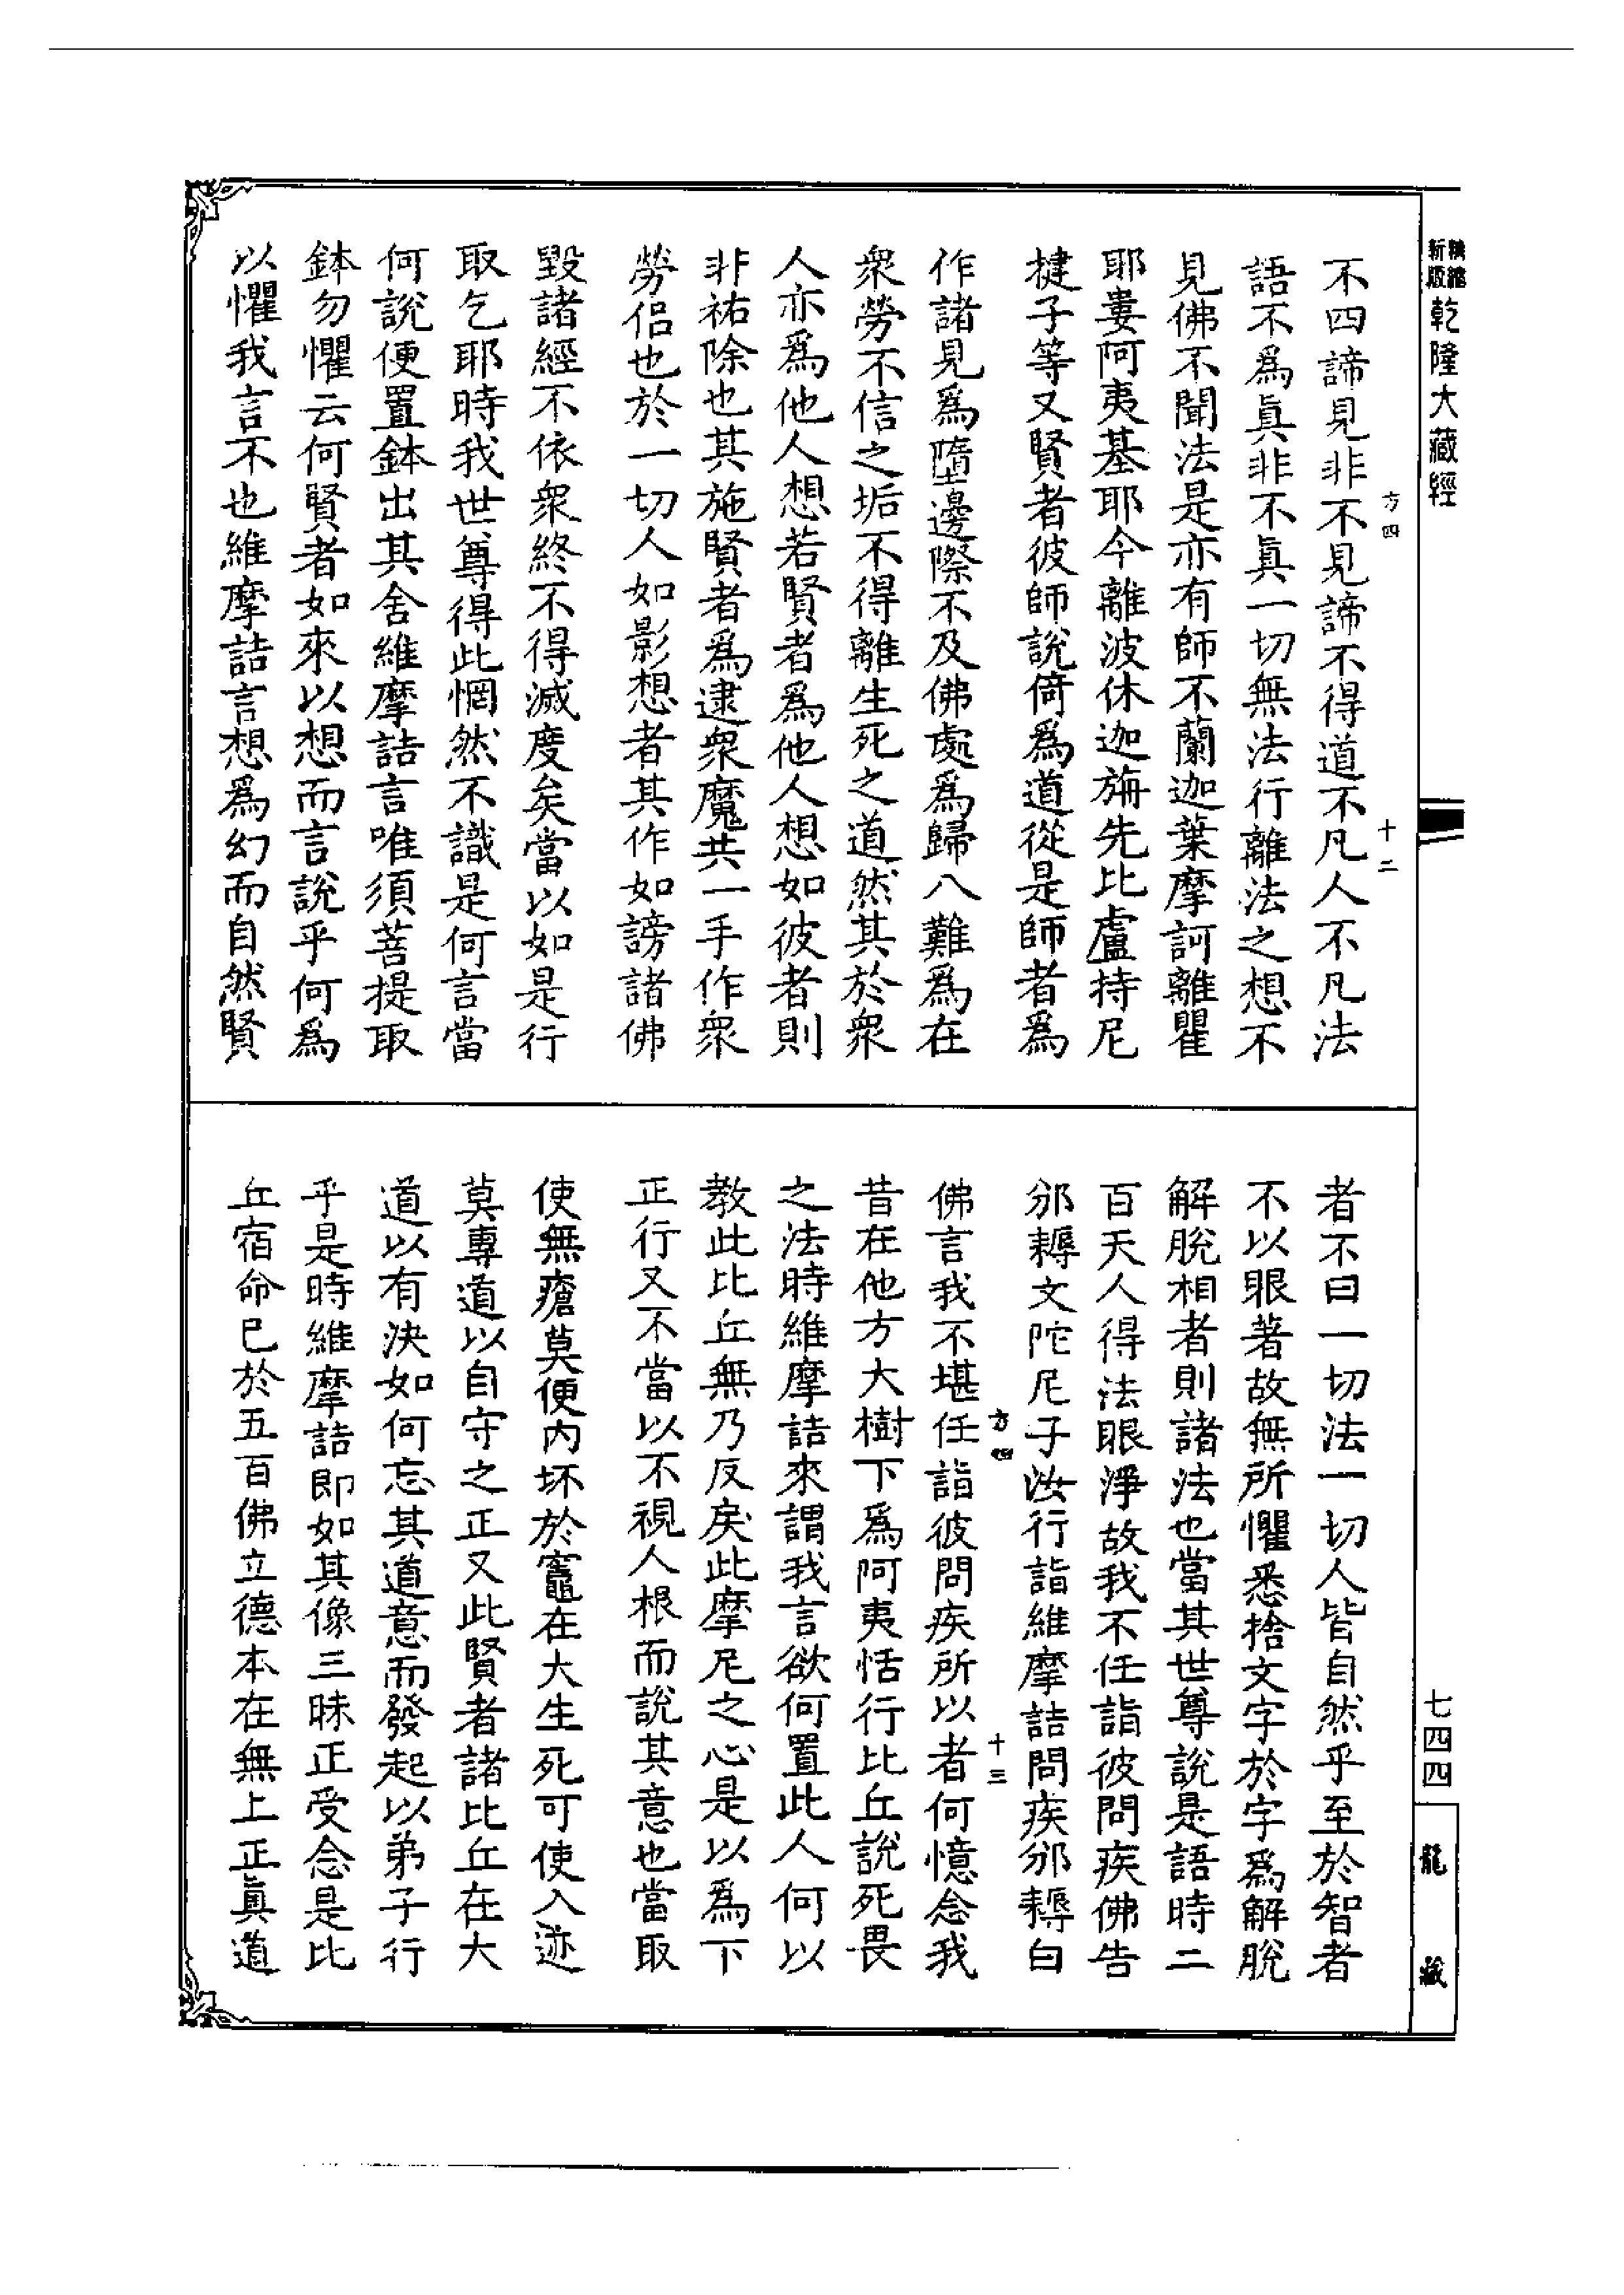 精縮
新版
乾隆大藏經
方四
十二
不四諦見非不見諦不得道不凡人不凡法
語不為真非不真一切無法行離法之想不
見佛不聞法是亦有師不蘭迦葉摩訶離瞿
耶婁阿夷基耶今離波休迦旃先比盧持尼
揵子等又賢者彼師說倚為道從是師者為
作諸見為墮邊際不及佛處為歸八難為在
衆勞不信之垢不得離生死之道然其於衆
人亦為他人想若賢者為他人想如彼者則
非祐除也其施賢者為逮衆魔共一手作衆
勞侶也於一切人如影想者其作如謗諸佛
毀諸經不依衆終不得滅度矣當以如是行
取乞耶時我世尊得此惘然不識是何言當
何說便置鉢出其舍維摩詰言唯須菩提取
鉢勿懼云何賢者如來以想而言說乎何為
以懼我言不也維摩詰言想為幻而自然賢
者不曰一切法一切人皆自然乎至於智者
不以眼著故無所懼悉捨文字於字為解脫
解脫相者則諸法也當其世尊說是語時二
百天人得法眼淨故我不任詣彼問疾佛告
邠耨文陀尼子汝行詣維摩詰問疾邠耨白
佛言我不堪任詣彼問疾所以者何憶念我
方四
十三
昔在他方大樹下為阿夷恬行比丘說死畏
之法時維摩詰來謂我言欲何置此人何以
教此比丘無乃反戾此摩尼之心是以為下
正行又不當以不視人根而說其意也當取
使無瘡莫便內坏於竈在大生死可使入迹
莫專道以自守之正又此賢者諸比丘在大
道以有決如何忘其道意而發起以弟子行
乎是時維摩詰即如其像三昧正受念是比
丘宿命已於五百佛立德本在無上正真道
七四四
龍藏